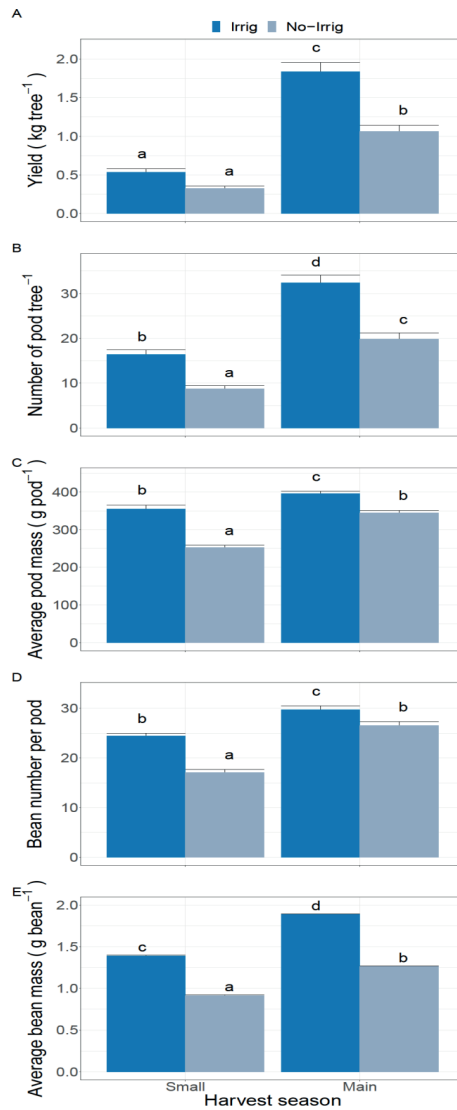 A
Irrig No-Irrig
Yield ( kg tree⁻¹ )
2.0
1.5
1.0
0.5
0.0
a
a
c
b
B
Number of pod tree⁻¹
30
20
10
0
b
a
d
c
C
Average pod mass ( g pod⁻¹ )
400
300
200
100
0
b
a
c
b
D
Bean number per pod
30
20
10
0
b
a
c
b
E
Average bean mass ( g bean⁻¹ )
2.0
1.5
1.0
0.5
0.0
c
a
d
b
Small Main
Harvest season